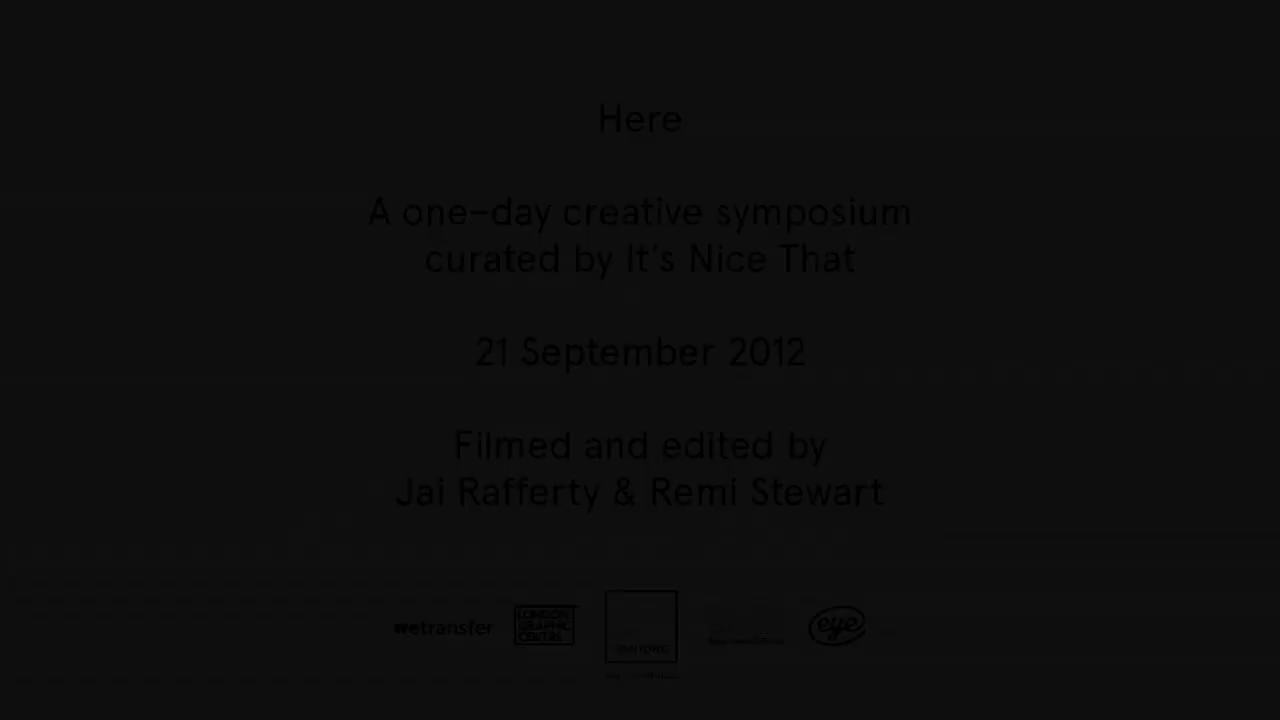 Here
A one-day creative symposium
curated by It's Nice That
21 September 2012
Filmed and edited by
Jai Rafferty & Remi Stewart
wetransfer
LONDON
GRAPHIC
CENTRE
PANTONE
eye